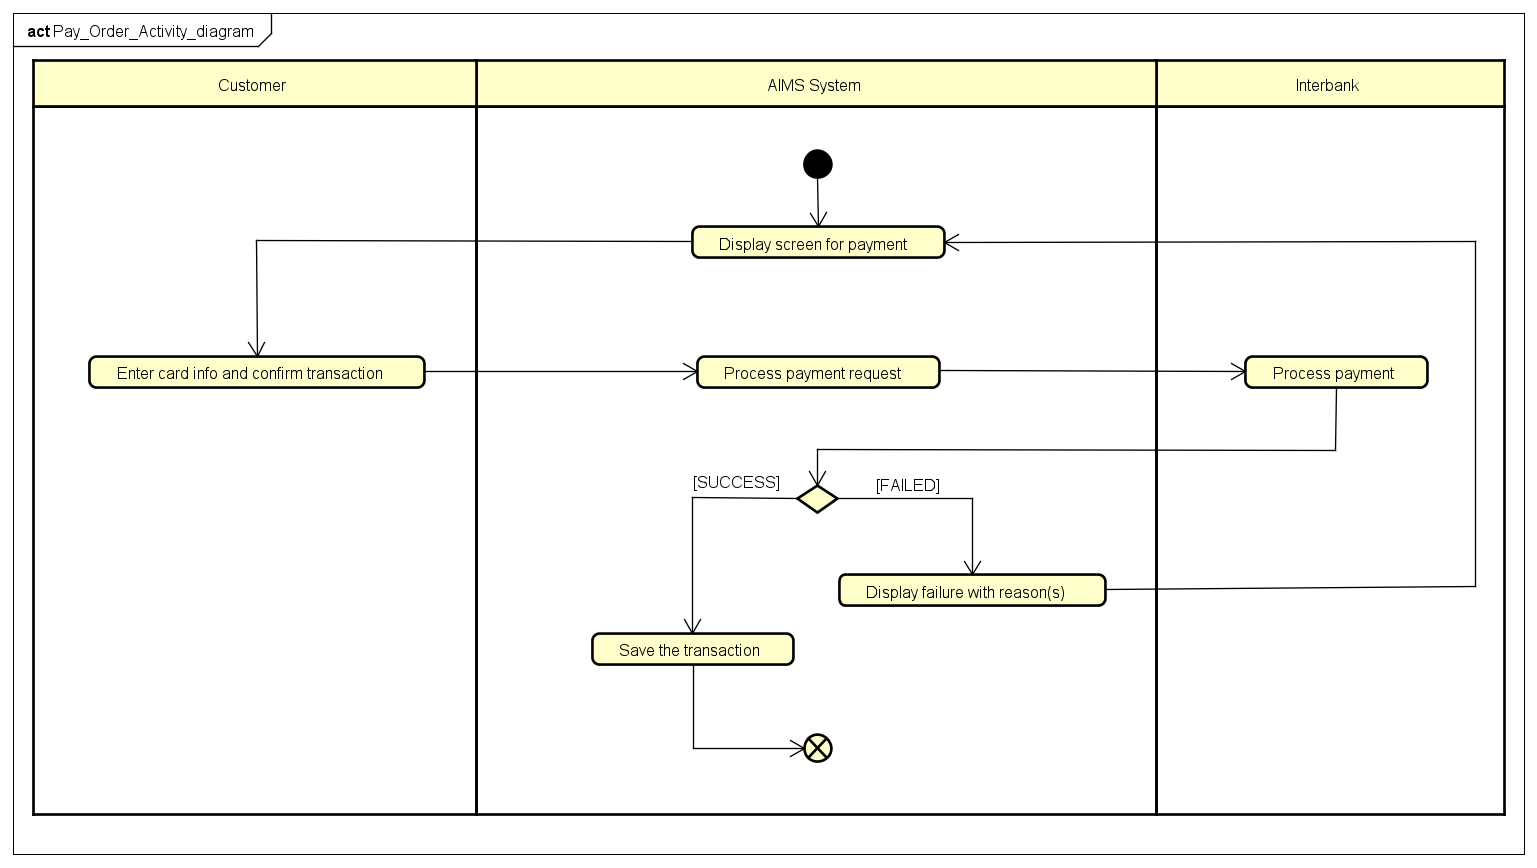 act Pay_Order_Activity_diagram
Customer
AIMS System
Interbank
Display screen for payment
Enter card info and confirm transaction
Process payment request
Process payment
[SUCCESS]
[FAILED]
Display failure with reason(s)
Save the transaction